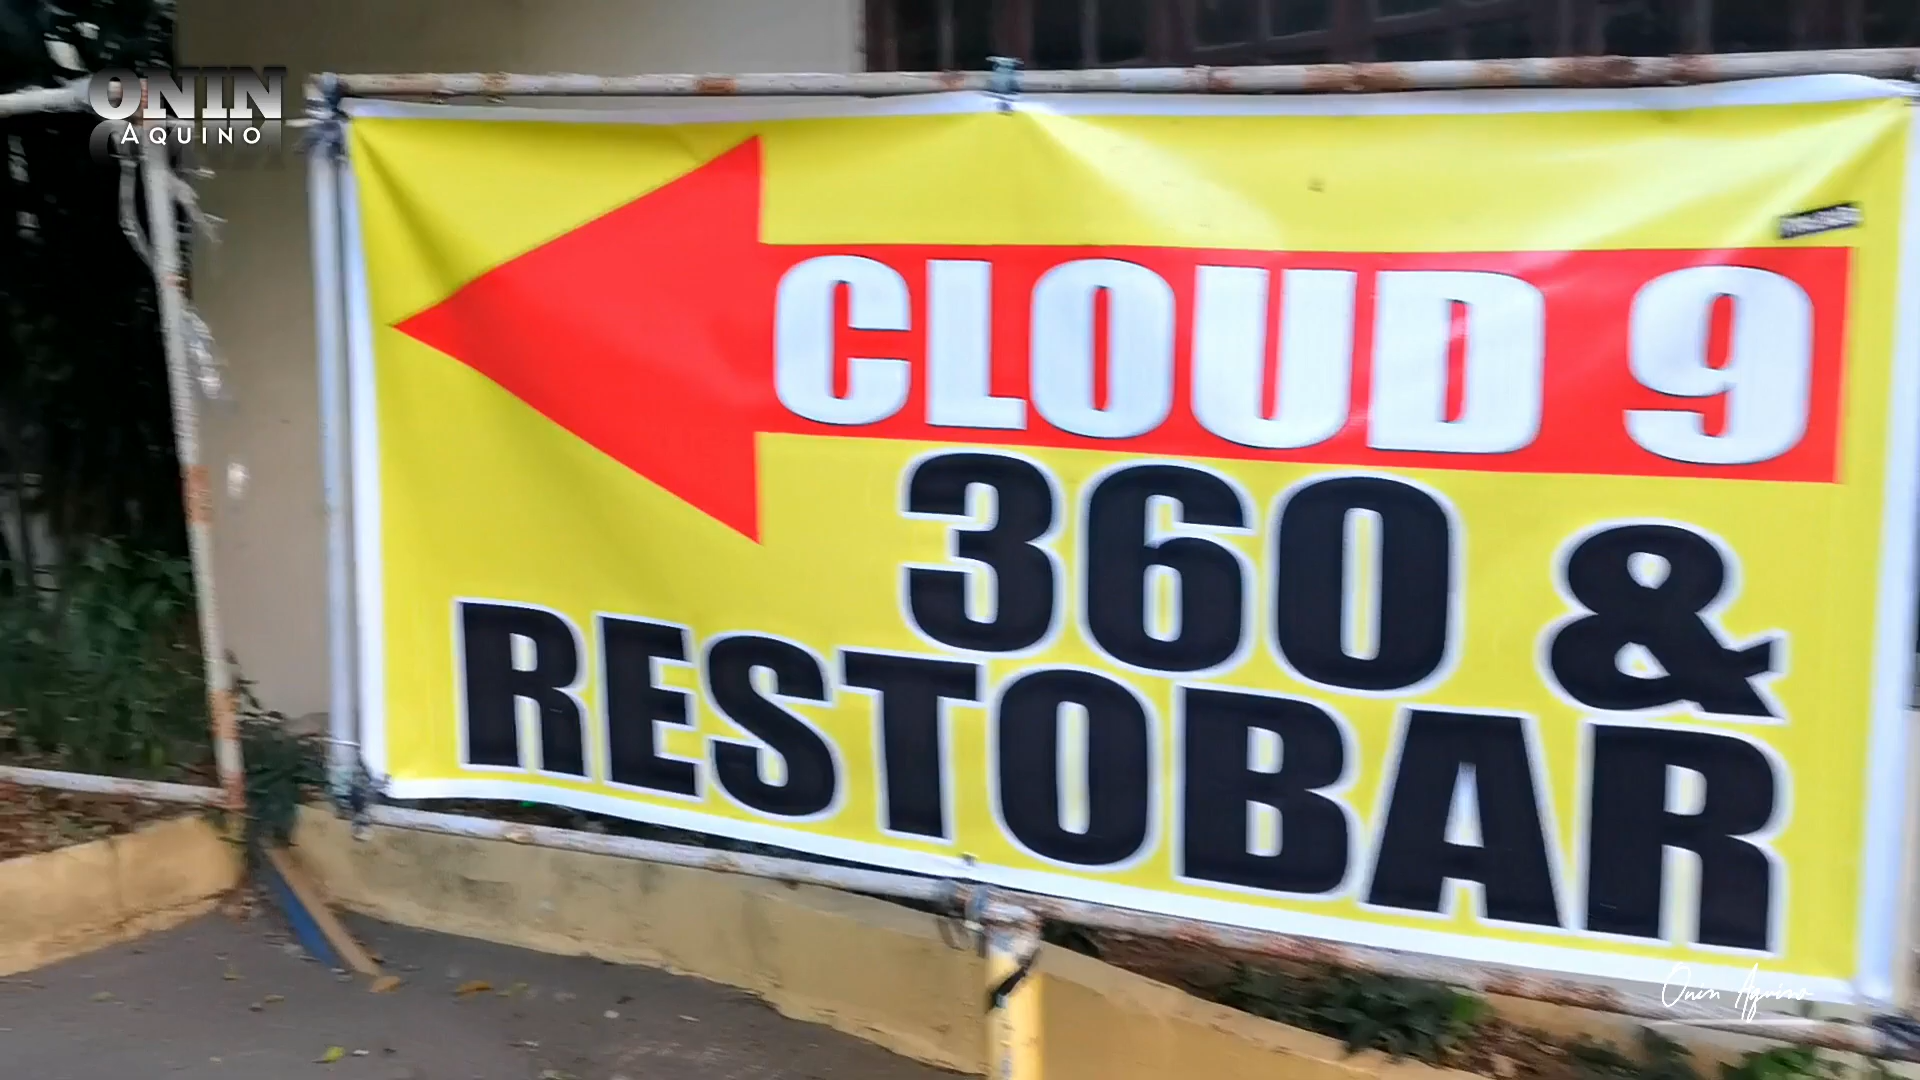 ONIN
AQUINO
CLOUD 9
360 &
RESTOBAR
Onin Aquino